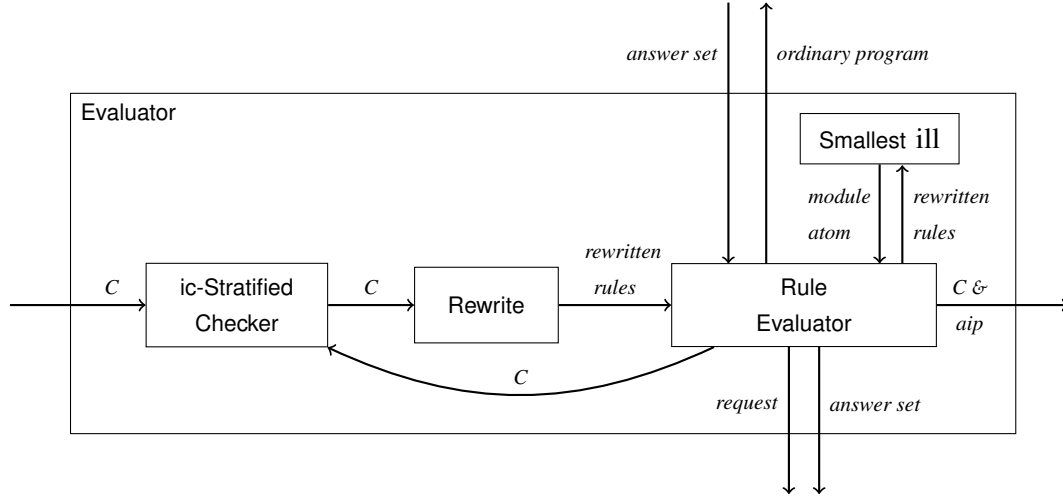 answer set
ordinary program
Evaluator
Smallest ill
module
atom
rewritten
rules
C
ic-Stratified
Checker
C
Rewrite
rewritten
rules
Rule
Evaluator
C &
aip
C
request
answer set